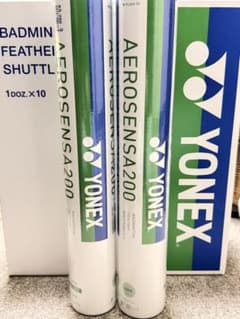 BADMIN
FEATHER
SHUTTL
1DOZ.×10
AEROSENSA200
YONEX
AEROSENSA200
YONEX
YONEX